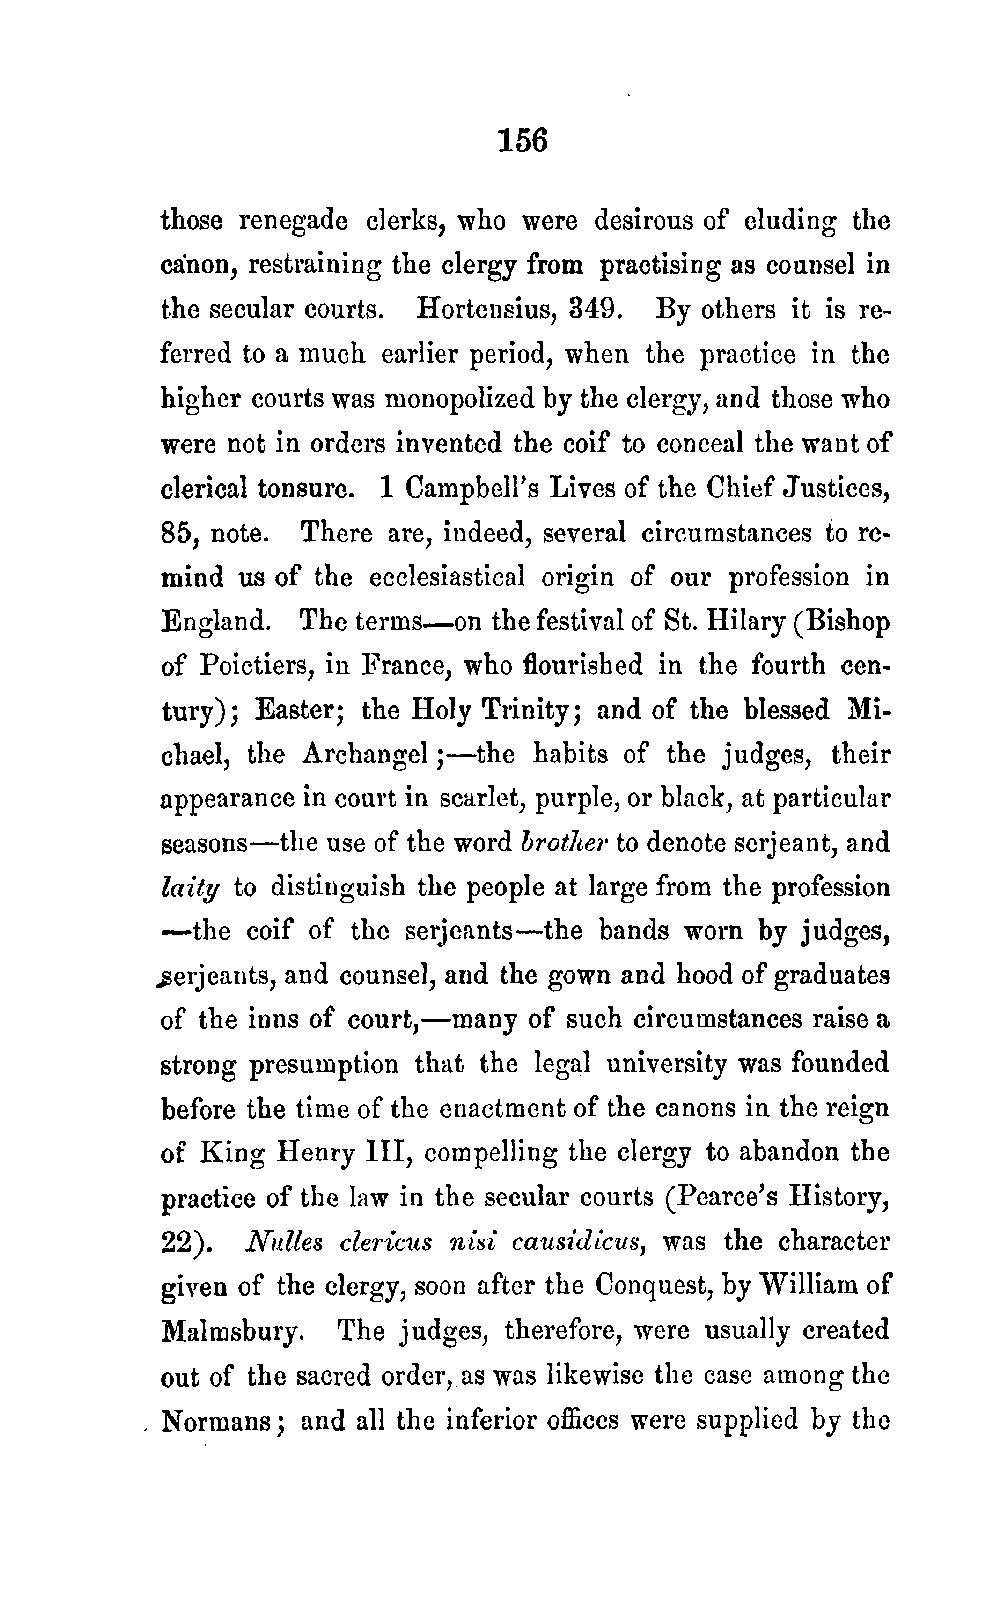 156
those renegade clerks, who were desirous of eluding the
canon, restraining the clergy from practising as counsel in
the secular courts. Hortensius, 349. By others it is re-
ferred to a much earlier period, when the practice in the
higher courts was monopolized by the clergy, and those who
were not in orders invented the coif to conceal the want of
clerical tonsure. 1 Campbell's Lives of the Chief Justices,
85, note. There are, indeed, several circumstances to re-
mind us of the ecclesiastical origin of our profession in
England. The terms—on the festival of St. Hilary (Bishop
of Poictiers, in France, who flourished in the fourth cen-
tury); Easter; the Holy Trinity; and of the blessed Mi-
chael, the Archangel;—the habits of the judges, their
appearance in court in scarlet, purple, or black, at particular
seasons—the use of the word brother to denote serjeant, and
laity to distinguish the people at large from the profession
—the coif of the serjeants—the bands worn by judges,
serjeants, and counsel, and the gown and hood of graduates
of the inns of court,—many of such circumstances raise a
strong presumption that the legal university was founded
before the time of the enactment of the canons in the reign
of King Henry III, compelling the clergy to abandon the
practice of the law in the secular courts (Pearce's History,
22). Nulles clericus nisi causidicus, was the character
given of the clergy, soon after the Conquest, by William of
Malmsbury. The judges, therefore, were usually created
out of the sacred order, as was likewise the case among the
Normans; and all the inferior offices were supplied by the